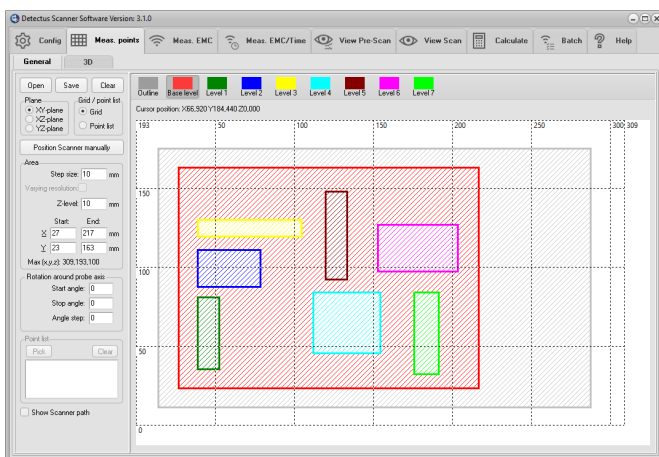 Detectus Scanner Software Version: 3.1.0
Config Meas. points Meas. EMC Meas. EMC/Time View Pre-Scan View Scan Calculate Batch Help
General 3D
Open Save Clear
Plane Grid / point list
XY-plane Grid
XZ-plane
YZ-plane Point list
Position Scanner manually
Area
Step size: 10 mm
Varying resolution:
Z-level: 10 mm
Start: End:
X 27 217 mm
Y 23 163 mm
Max (x,y,z): 309,193,100
Rotation around probe axis
Start angle: 0
Stop angle: 0
Angle step: 0
Point list
Pick Clear
Show Scanner path
Outline Base level Level 1 Level 2 Level 3 Level 4 Level 5 Level 6 Level 7
Cursor position: X66,920 Y184,440 Z0,000
193 50 100 150 200 250 300 309
150
100
50
0